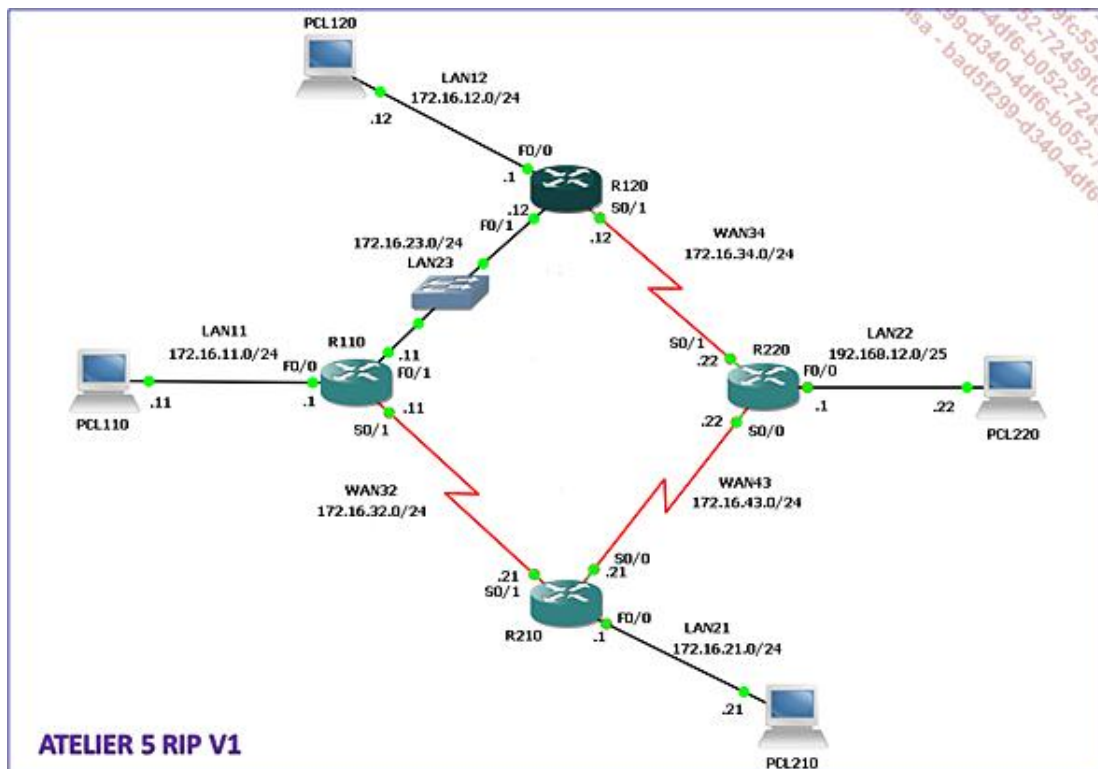 PCL120
LAN12
172.16.12.0/24
.12
F0/0
.1
R120
.12
S0/1
F0/1
.12
WAN34
172.16.34.0/24
172.16.23.0/24
LAN23
LAN11
172.16.11.0/24
R110
.11
F0/0
F0/1
.11
.1
PCL110
.11
S0/1
S0/1
.22
R220
LAN22
192.168.12.0/25
F0/0
.1
.22
PCL220
.22
S0/0
WAN32
172.16.32.0/24
WAN43
172.16.43.0/24
S0/0
.21
.21
S0/1
R210
F0/0
.1
LAN21
172.16.21.0/24
.21
PCL210
ATELIER 5 RIP V1